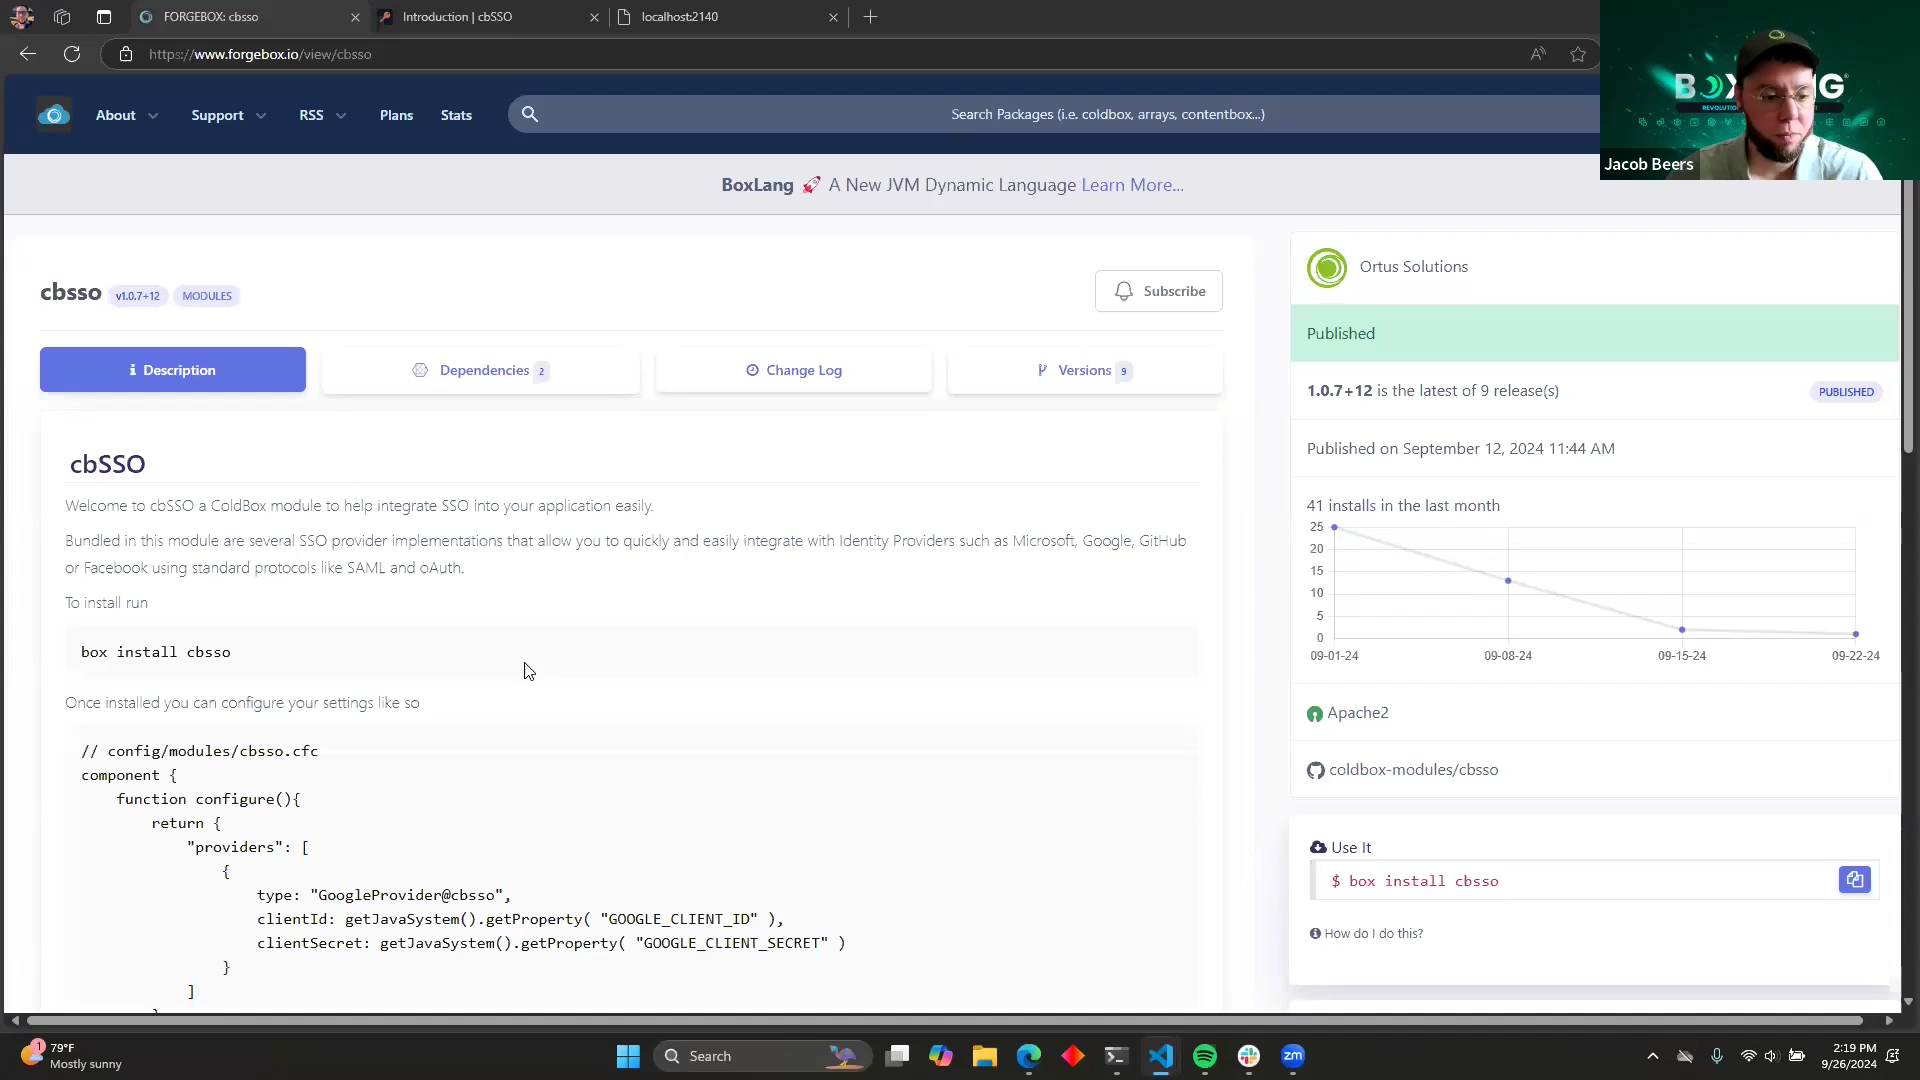 FORGEBOX: cbsso
Introduction | cbSSO
localhost:2140
https://www.forgebox.io/view/cbsso
About
Support
RSS
Plans
Stats
Search Packages (i.e. coldbox, arrays, contentbox...)
Jacob Beers
BoxLang 🚀 A New JVM Dynamic Language Learn More...
cbsso v1.0.7+12 MODULES
Subscribe
Description
Dependencies 2
Change Log
Versions 9
cbSSO
Welcome to cbSSO a ColdBox module to help integrate SSO into your application easily.
Bundled in this module are several SSO provider implementations that allow you to quickly and easily integrate with Identity Providers such as Microsoft, Google, GitHub
or Facebook using standard protocols like SAML and oAuth.
To install run
box install cbsso
Once installed you can configure your settings like so
// config/modules/cbsso.cfc
component {
function configure(){
return {
"providers": [
{
type: "GoogleProvider@cbsso",
clientId: getJavaSystem().getProperty( "GOOGLE_CLIENT_ID" ),
clientSecret: getJavaSystem().getProperty( "GOOGLE_CLIENT_SECRET" )
}
]
Ortus Solutions
Published
1.0.7+12 is the latest of 9 release(s) PUBLISHED
Published on September 12, 2024 11:44 AM
41 installs in the last month
25
20
15
10
5
0
09-01-24 09-08-24 09-15-24 09-22-24
Apache2
coldbox-modules/cbsso
Use It
$ box install cbsso
How do I do this?
1
79°F
Mostly sunny
Search
zm
2:19 PM
9/26/2024